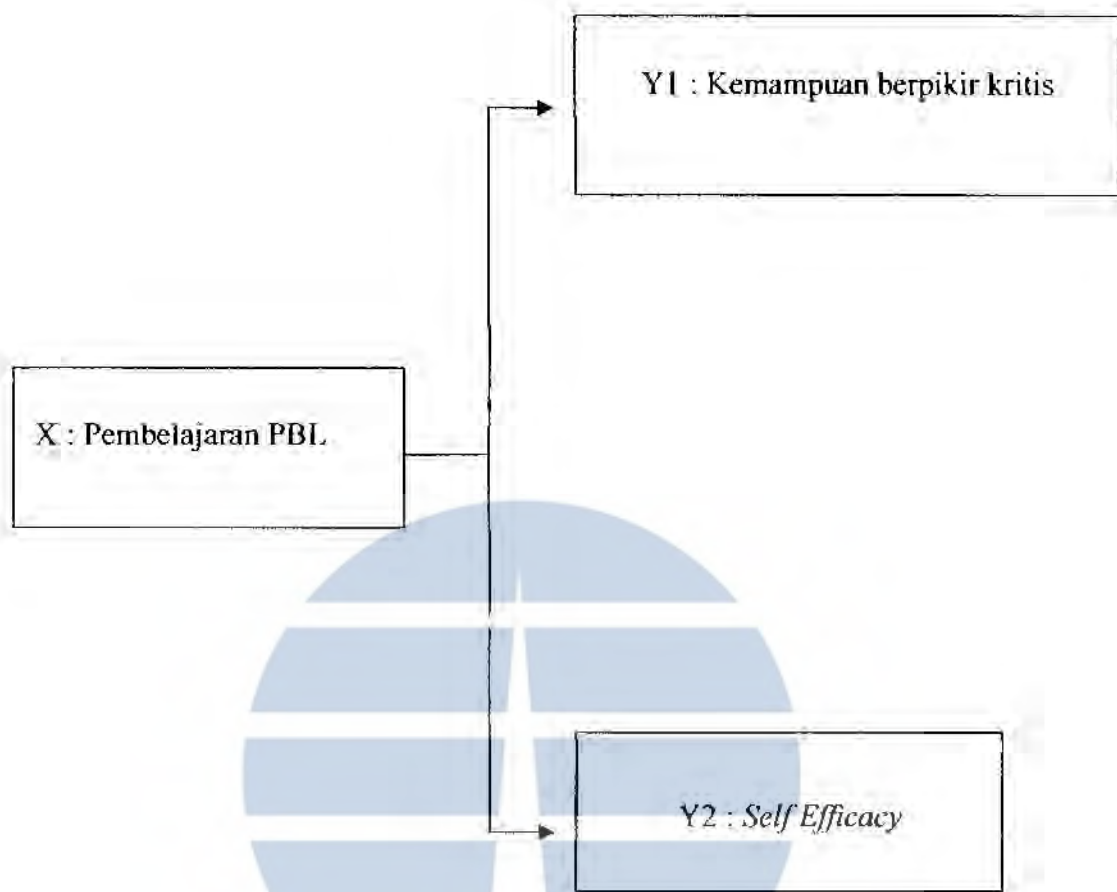 Y1 : Kemampuan berpikir kritis
X : Pembelajaran PBL
Y2 : Self Efficacy